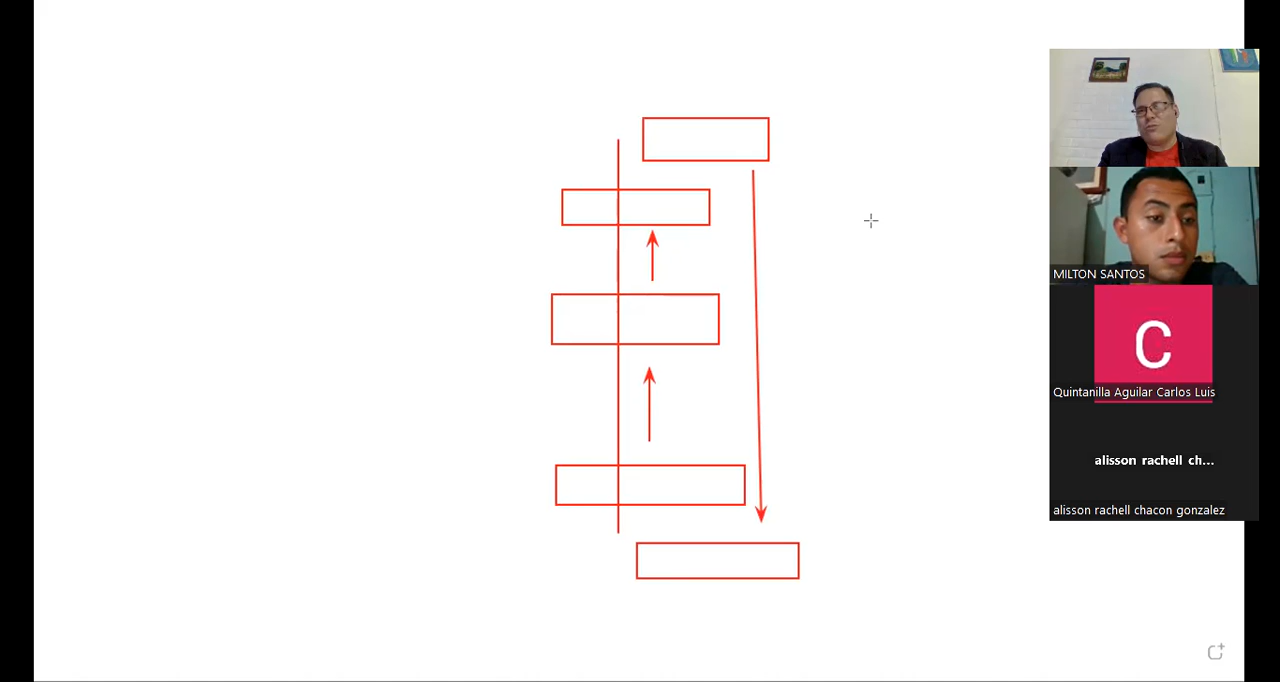 MILTON SANTOS
C
Quintanilla Aguilar Carlos Luis
alisson rachell ch...
alisson rachell chacon gonzalez